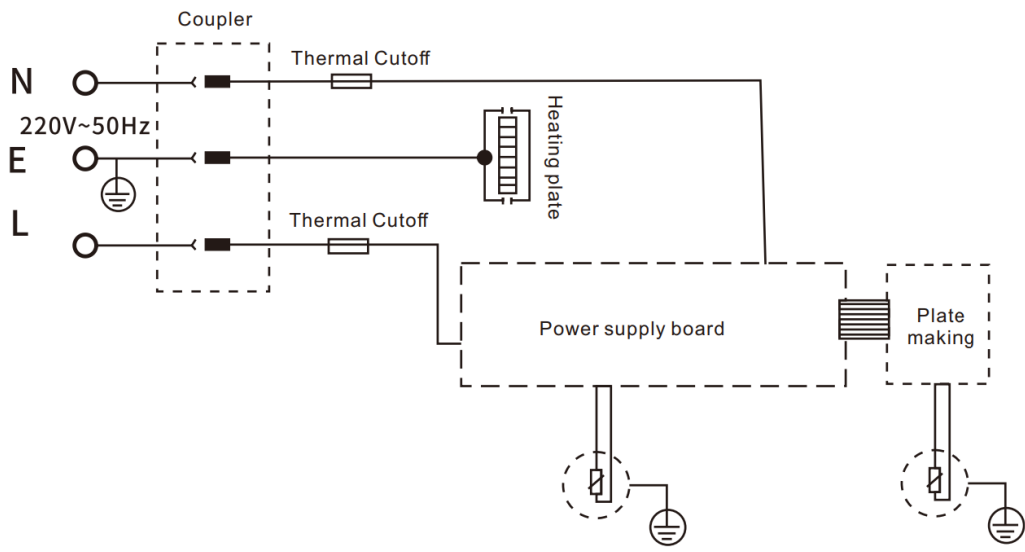 Coupler
Thermal Cutoff
N
220V~50Hz
E
Heating plate
L
Thermal Cutoff
Power supply board
Plate
making